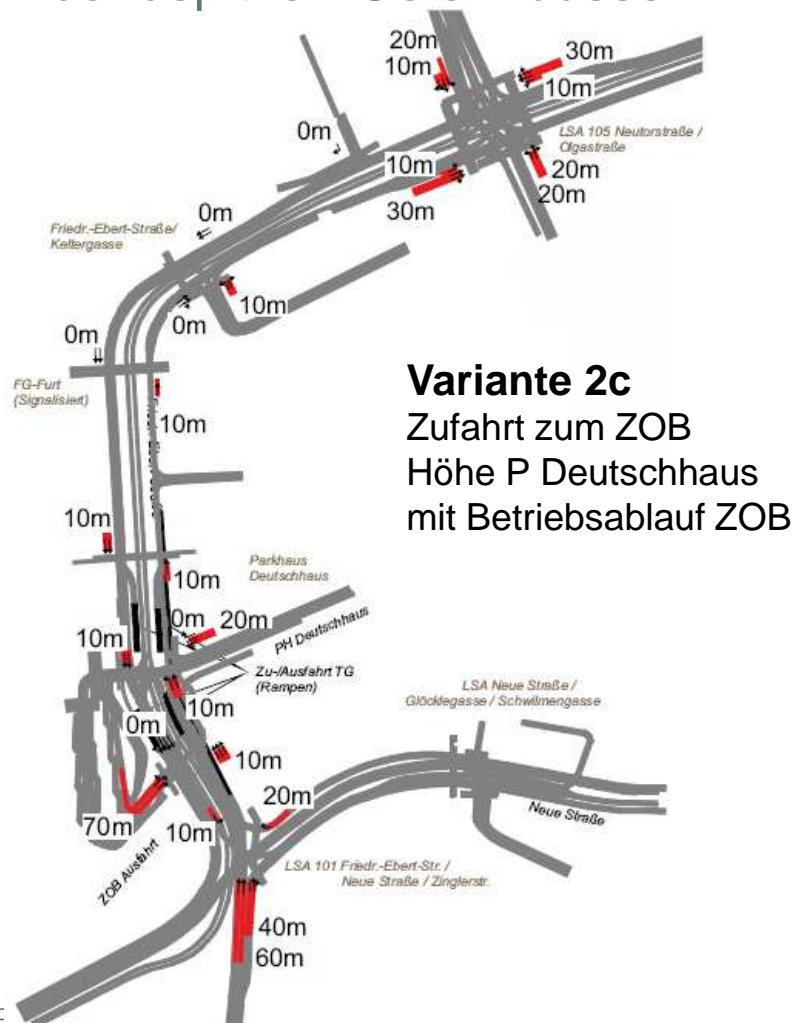 20m
10m
30m
10m
0m
LSA 105 Neutorstraße /
Olgastraße
10m
20m
20m
30m
0m
Friedr.-Ebert-Straße/
Keltergasse
10m
0m
0m
FG-Furt
(Signalisiert)
10m
Variante 2c
Zufahrt zum ZOB
Höhe P Deutschhaus
mit Betriebsablauf ZOB
10m
Parkhaus
Deutschhaus
10m
0m
20m
10m
PH Deutschhaus
Zu-/Ausfahrt TG
(Rampen)
10m
LSA Neue Straße /
Glöcklegasse / Schwilmengasse
0m
10m
20m
Neue Straße
70m
10m
ZOB Ausfahrt
LSA 101 Friedr.-Ebert-Str. /
Neue Straße / Zinglerstr.
40m
60m